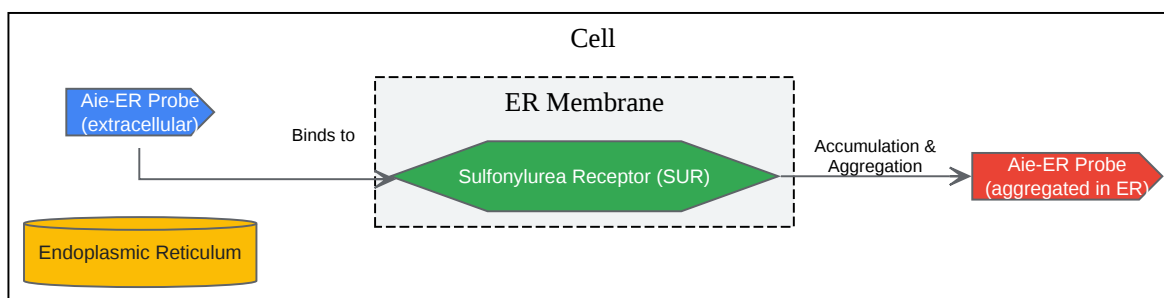 Cell
Aie-ER Probe
(extracellular)
ER Membrane
Binds to
Sulfonylurea Receptor (SUR)
Accumulation &
Aggregation
Aie-ER Probe
(aggregated in ER)
Endoplasmic Reticulum